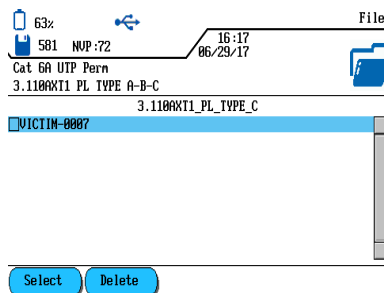 63%
File
581 NVP:72
16:17
06/29/17
Cat 6A UTP Perm
3.110AXT1 PL TYPE A-B-C
3.110AXT1_PL_TYPE_C
VICTIM-0007
Select
Delete